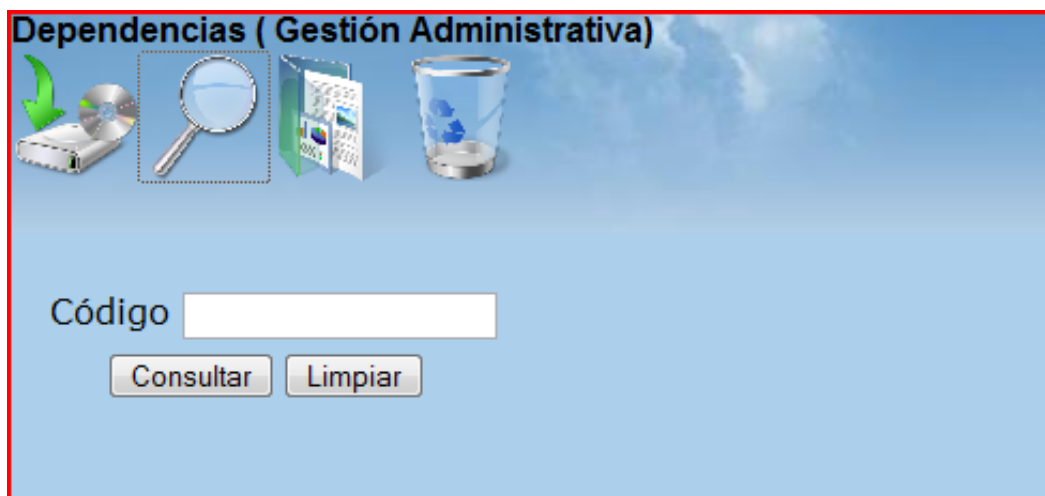 Dependencias ( Gestión Administrativa)
Código
Consultar Limpiar